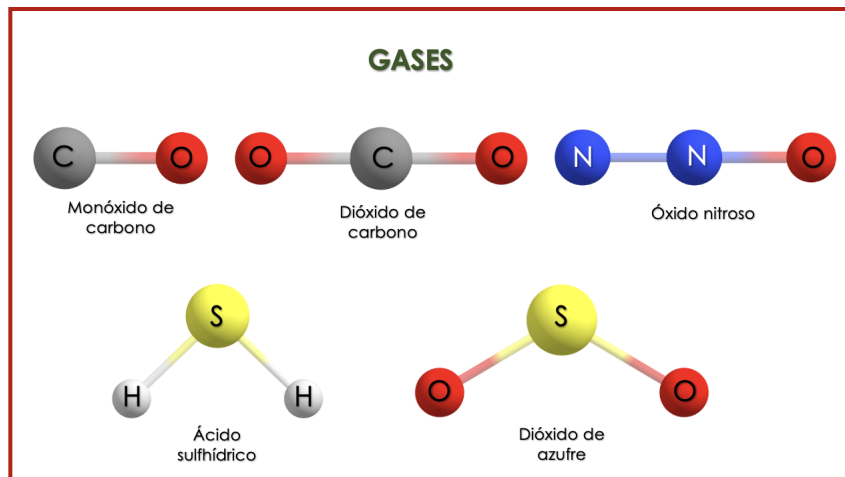 GASES
C O
O C O
N N O
Monóxido de
carbono
Dióxido de
carbono
Óxido nitroso
S
H H
Ácido
sulfhídrico
S
O O
Dióxido de
azufre